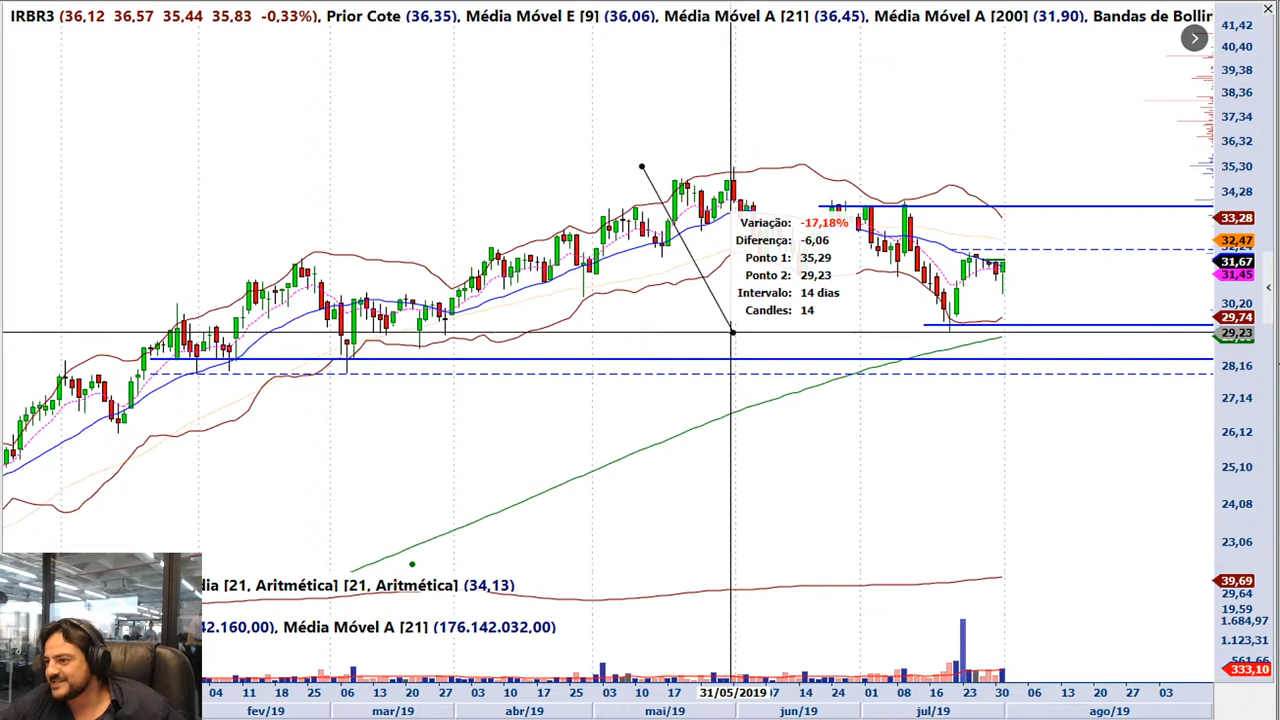 IRBR3 (36,12 36,57 35,44 35,83 -0,33%), Prior Cote (36,35), Média Móvel E [9] (36,06), Média Móvel A [21] (36,45), Média Móvel A [200] (31,90), Bandas de Bollin
41,42
40,40
39,38
38,36
37,34
36,32
35,30
34,28
33,28
32,47
31,67
31,45
30,20
29,74
29,23
28,16
27,14
26,12
25,10
24,08
23,06
Variação: -17,18%
Diferença: -6,06
Ponto 1: 35,29
Ponto 2: 29,23
Intervalo: 14 dias
Candles: 14
dia [21, Aritmética] [21, Aritmética] (34,13)
39,69
29,64
19,59
42.160,00), Média Móvel A [21] (176.142.032,00)
1.684,97
1.123,31
561,66
333,10
04 11 18 25 06 13 20 27 03 10 17 25 03 10 17 24 31/05/2019 07 14 24 01 08 16 23 30 06 13 20 27 03
fev/19 mar/19 abr/19 mai/19 jun/19 jul/19 ago/19